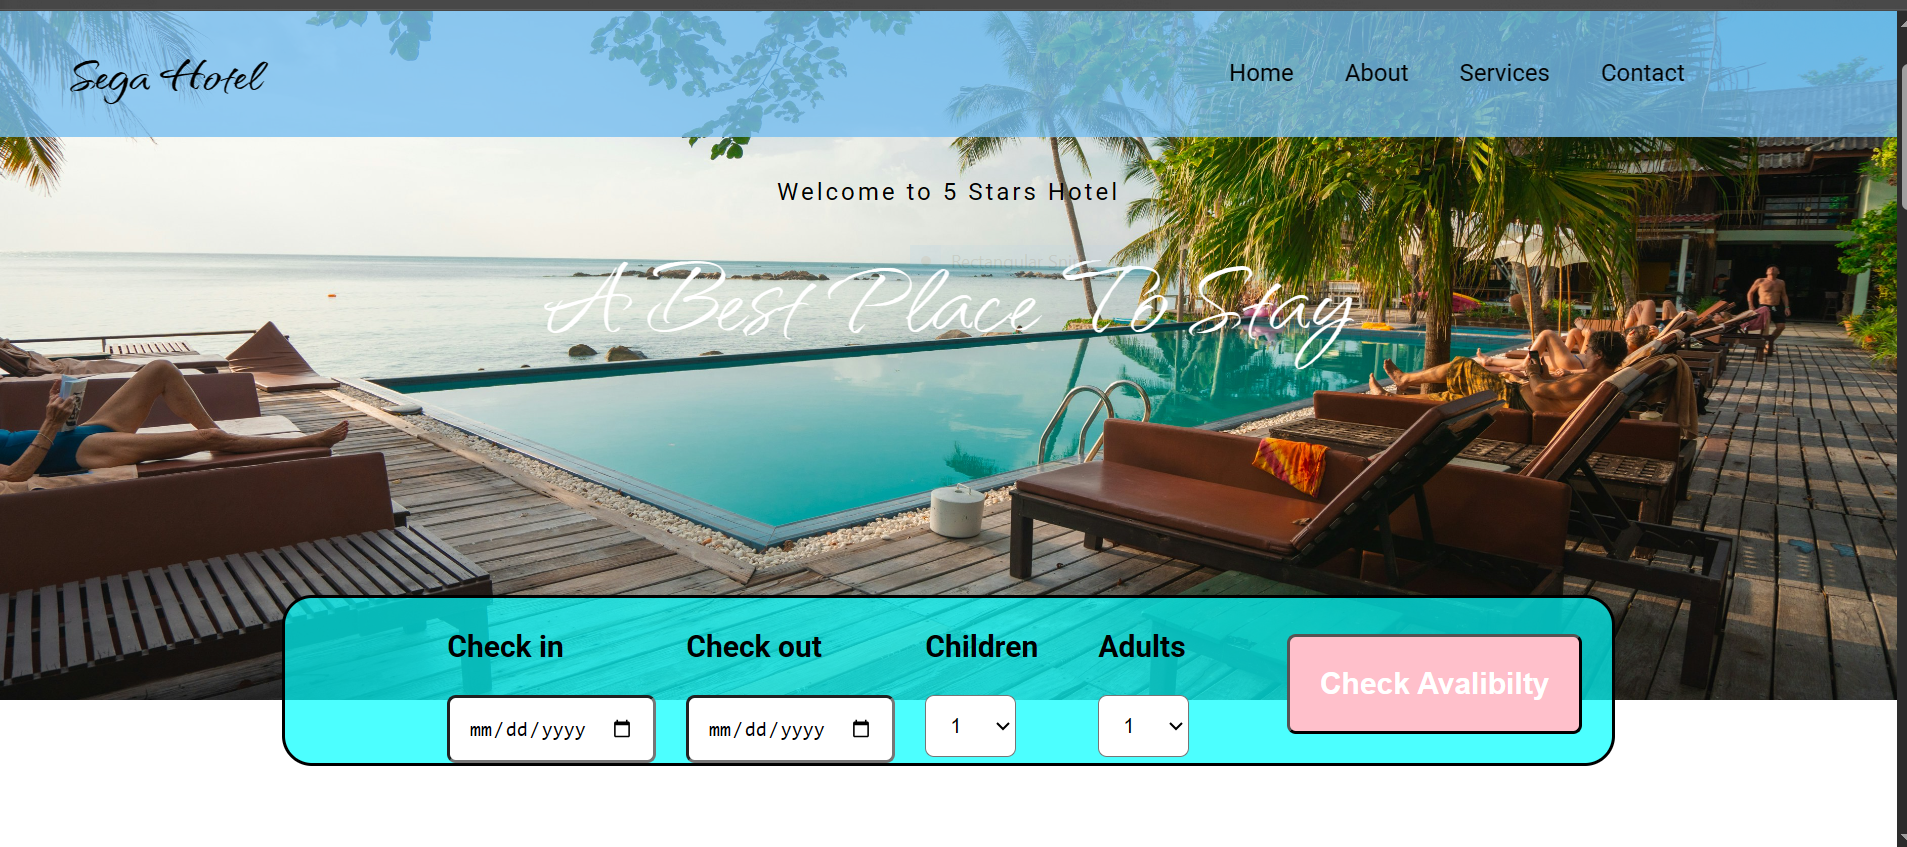 Sega Hotel
Home About Services Contact
Welcome to 5 Stars Hotel
A Best Place To Stay
Check in Check out Children Adults
Check Avalibilty
mm/dd/yyyy mm/dd/yyyy 1 1